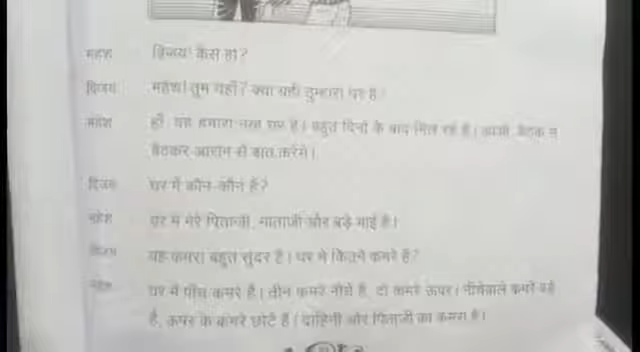 महेश विजय! कैसे हो?
विजय महेश! तुम यहाँ? क्या यही तुम्हारा घर है?
महेश हाँ, यह हमारा घर है। बहुत दिनों के बाद मिल रहे हैं। आओ, बैठक में
बैठकर आराम से बात करेंगे।
विजय घर में कौन-कौन हैं?
महेश घर में मेरे पिताजी, माताजी और बड़े भाई हैं।
विजय यह कमरा बहुत सुंदर है। घर में कितने कमरे हैं?
महेश घर में पाँच कमरे हैं। तीन कमरे नीचे हैं, दो कमरे ऊपर। नीचेवाले कमरे बड़े
हैं, ऊपर के कमरे छोटे हैं। दाहिनी ओर पिताजी का कमरा है।